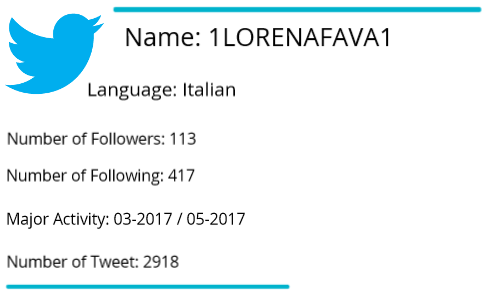 Name: 1LORENAFAVA1
Language: Italian
Number of Followers: 113
Number of Following: 417
Major Activity: 03-2017 / 05-2017
Number of Tweet: 2918